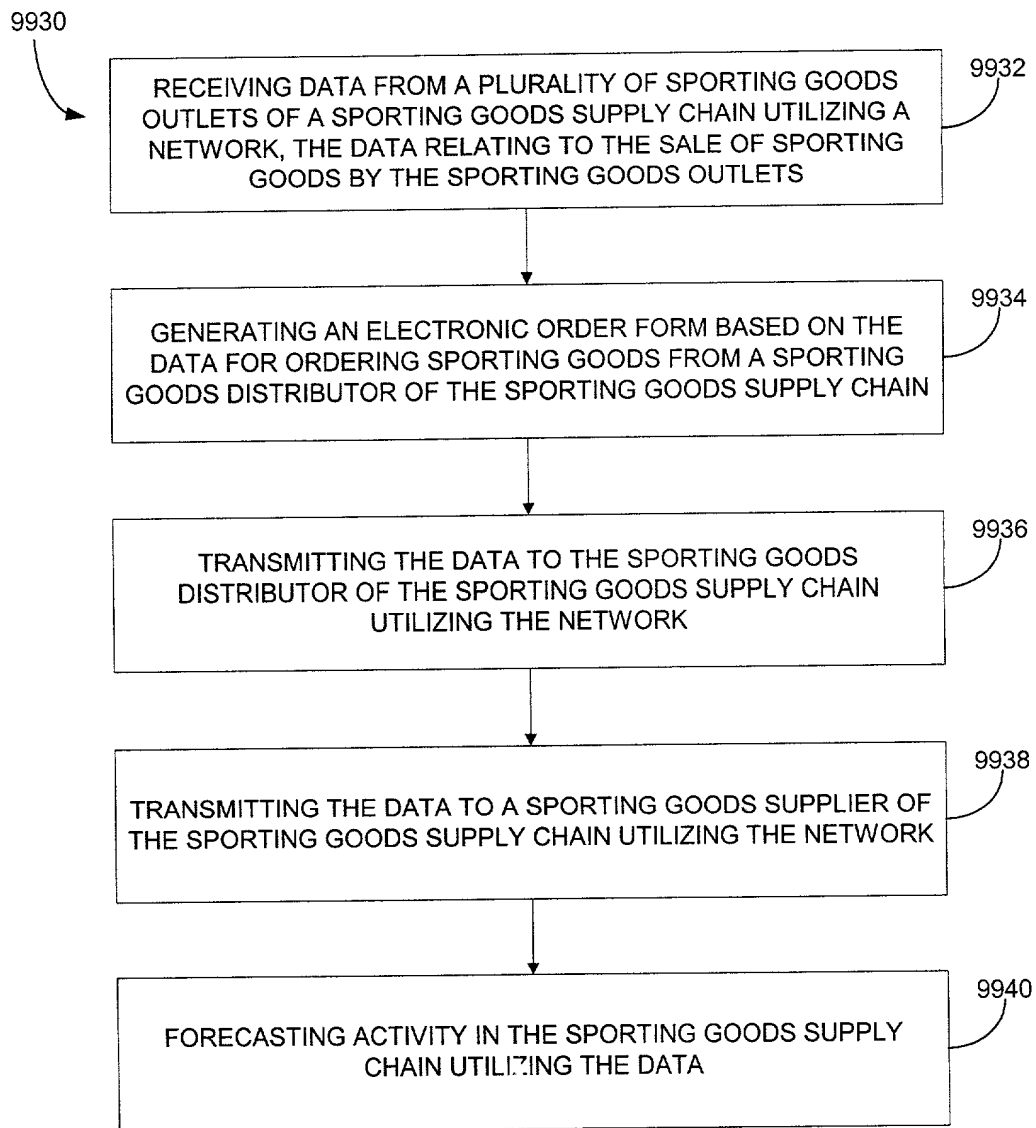 9930
9932
RECEIVING DATA FROM A PLURALITY OF SPORTING GOODS
OUTLETS OF A SPORTING GOODS SUPPLY CHAIN UTILIZING A
NETWORK, THE DATA RELATING TO THE SALE OF SPORTING
GOODS BY THE SPORTING GOODS OUTLETS
9934
GENERATING AN ELECTRONIC ORDER FORM BASED ON THE
DATA FOR ORDERING SPORTING GOODS FROM A SPORTING
GOODS DISTRIBUTOR OF THE SPORTING GOODS SUPPLY CHAIN
9936
TRANSMITTING THE DATA TO THE SPORTING GOODS
DISTRIBUTOR OF THE SPORTING GOODS SUPPLY CHAIN
UTILIZING THE NETWORK
9938
TRANSMITTING THE DATA TO A SPORTING GOODS SUPPLIER OF
THE SPORTING GOODS SUPPLY CHAIN UTILIZING THE NETWORK
9940
FORECASTING ACTIVITY IN THE SPORTING GOODS SUPPLY
CHAIN UTILIZING THE DATA